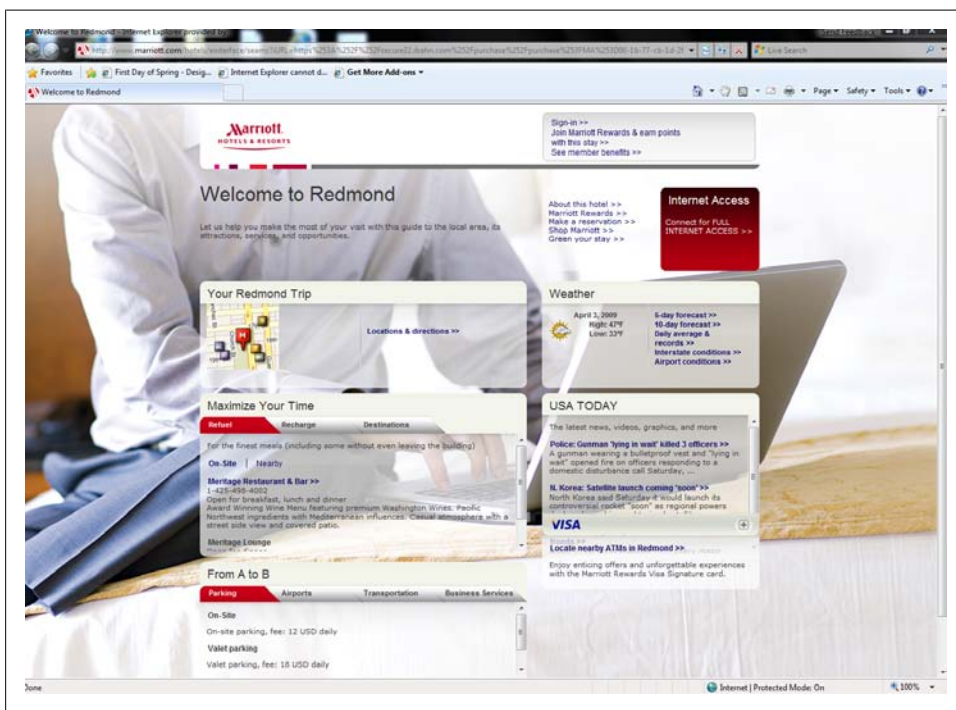 Welcome to Redmond - Internet Explorer provided by
Send Feedback
Live Search
Favorites
First Day of Spring - Desig...
Internet Explorer cannot d...
Get More Add-ons
Welcome to Redmond
Page Safety Tools
Marriott
HOTELS & RESORTS
Sign-in >>
Join Marriott Rewards & earn points
with this stay >>
See member benefits >>
Welcome to Redmond
Let us help you make the most of your visit with this guide to the local area, its
attractions, services, and opportunities.
About this hotel >>
Marriott Rewards >>
Make a reservation >>
Shop Marriott >>
Green your stay >>
Internet Access
Connect for FULL
INTERNET ACCESS >>
Your Redmond Trip
Locations & directions >>
Weather
April 3, 2009
High: 47°F
Low: 33°F
5-day forecast >>
10-day forecast >>
Daily average &
records >>
Interstate conditions >>
Airport conditions >>
Maximize Your Time
Refuel Recharge Destinations
For the finest meals (including some without even leaving the building)
On-Site | Nearby
Meritage Restaurant & Bar >>
1-425-498-4002
Open for breakfast, lunch and dinner
Award Winning Wine Menu featuring premium Washington Wines. Pacific
Northwest ingredients with Mediterranean influences. Casual atmosphere with a
street side view and covered patio.
Meritage Lounge
USA TODAY
The latest news, videos, graphics, and more
Police: Gunman 'lying in wait' killed 3 officers >>
A gunman wearing a bulletproof vest and "lying in
wait" opened fire on officers responding to a
domestic disturbance call Saturday, ...
N. Korea: Satellite launch coming "soon" >>
North Korea said Saturday it would launch its
controversial rocket "soon" as regional powers
VISA
Locate nearby ATMs in Redmond >>
Enjoy enticing offers and unforgettable experiences
with the Marriott Rewards Visa Signature card.
From A to B
Parking Airports Transportation Business Services
On-Site
On-site parking, fee: 12 USD daily
Valet parking
Valet parking, fee: 18 USD daily
Done
Internet | Protected Mode: On
100%